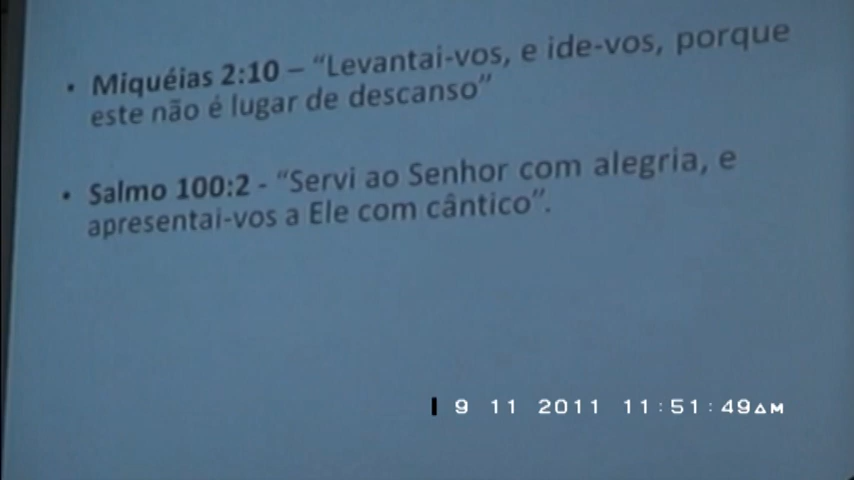 • Miquéias 2:10 – “Levantai-vos, e ide-vos, porque
este não é lugar de descanso”
• Salmo 100:2 - “Servi ao Senhor com alegria, e
apresentai-vos a Ele com cântico”.
9 11 2011 11:51:49AM